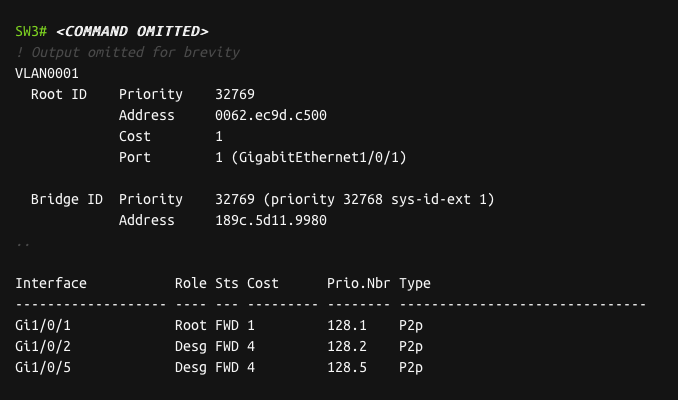 SW3# <COMMAND OMITTED>
! Output omitted for brevity
VLAN0001
  Root ID    Priority    32769
             Address     0062.ec9d.c500
             Cost        1
             Port        1 (GigabitEthernet1/0/1)

  Bridge ID  Priority    32769 (priority 32768 sys-id-ext 1)
             Address     189c.5d11.9980
..

Interface           Role Sts Cost      Prio.Nbr Type
------------------- ---- --- --------- -------- -------------------------------
Gi1/0/1             Root FWD 1         128.1    P2p
Gi1/0/2             Desg FWD 4         128.2    P2p
Gi1/0/5             Desg FWD 4         128.5    P2p